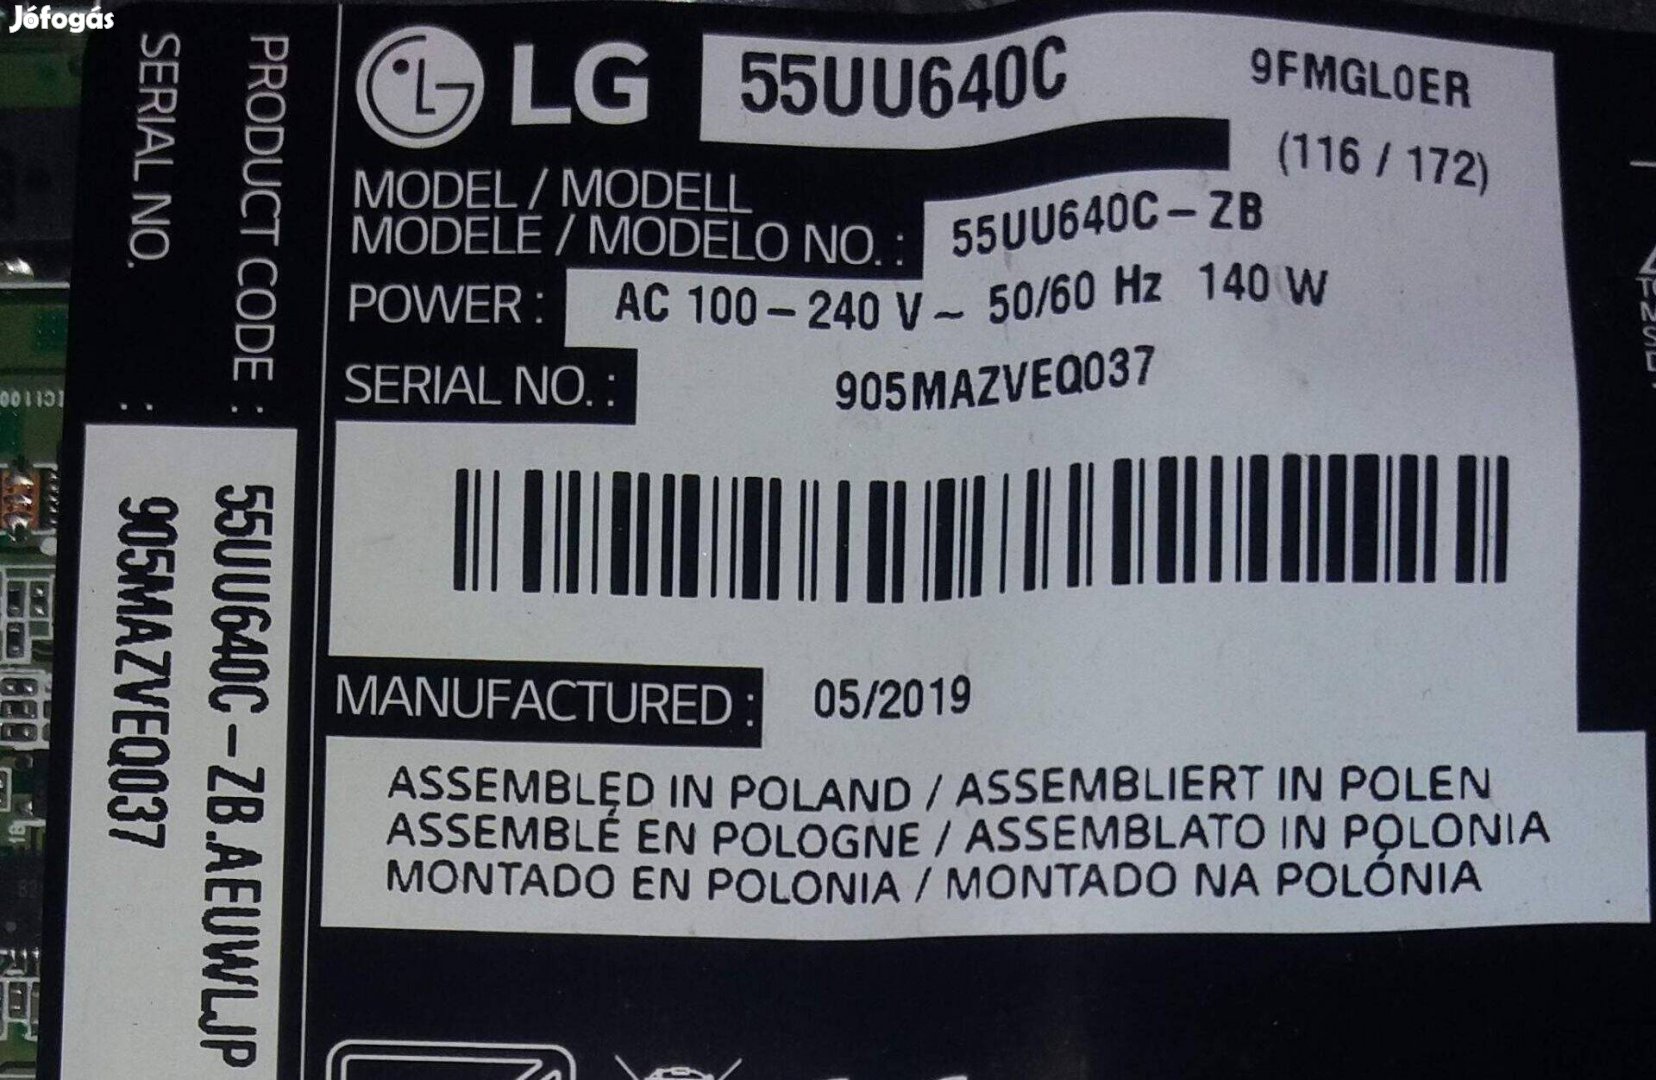 Jófogás
SERIAL NO. : 905MAZVEQ037
PRODUCT CODE : 55UU640C-ZB.AEUWLJP
LG 55UU640C 9FMGL0ER
(116 / 172)
MODEL / MODELL
MODELE / MODELO NO. : 55UU640C-ZB
POWER : AC 100-240 V~ 50/60 Hz 140 W
SERIAL NO. : 905MAZVEQ037
MANUFACTURED : 05/2019
ASSEMBLED IN POLAND / ASSEMBLIERT IN POLEN
ASSEMBLÉ EN POLOGNE / ASSEMBLATO IN POLONIA
MONTADO EN POLONIA / MONTADO NA POLÓNIA